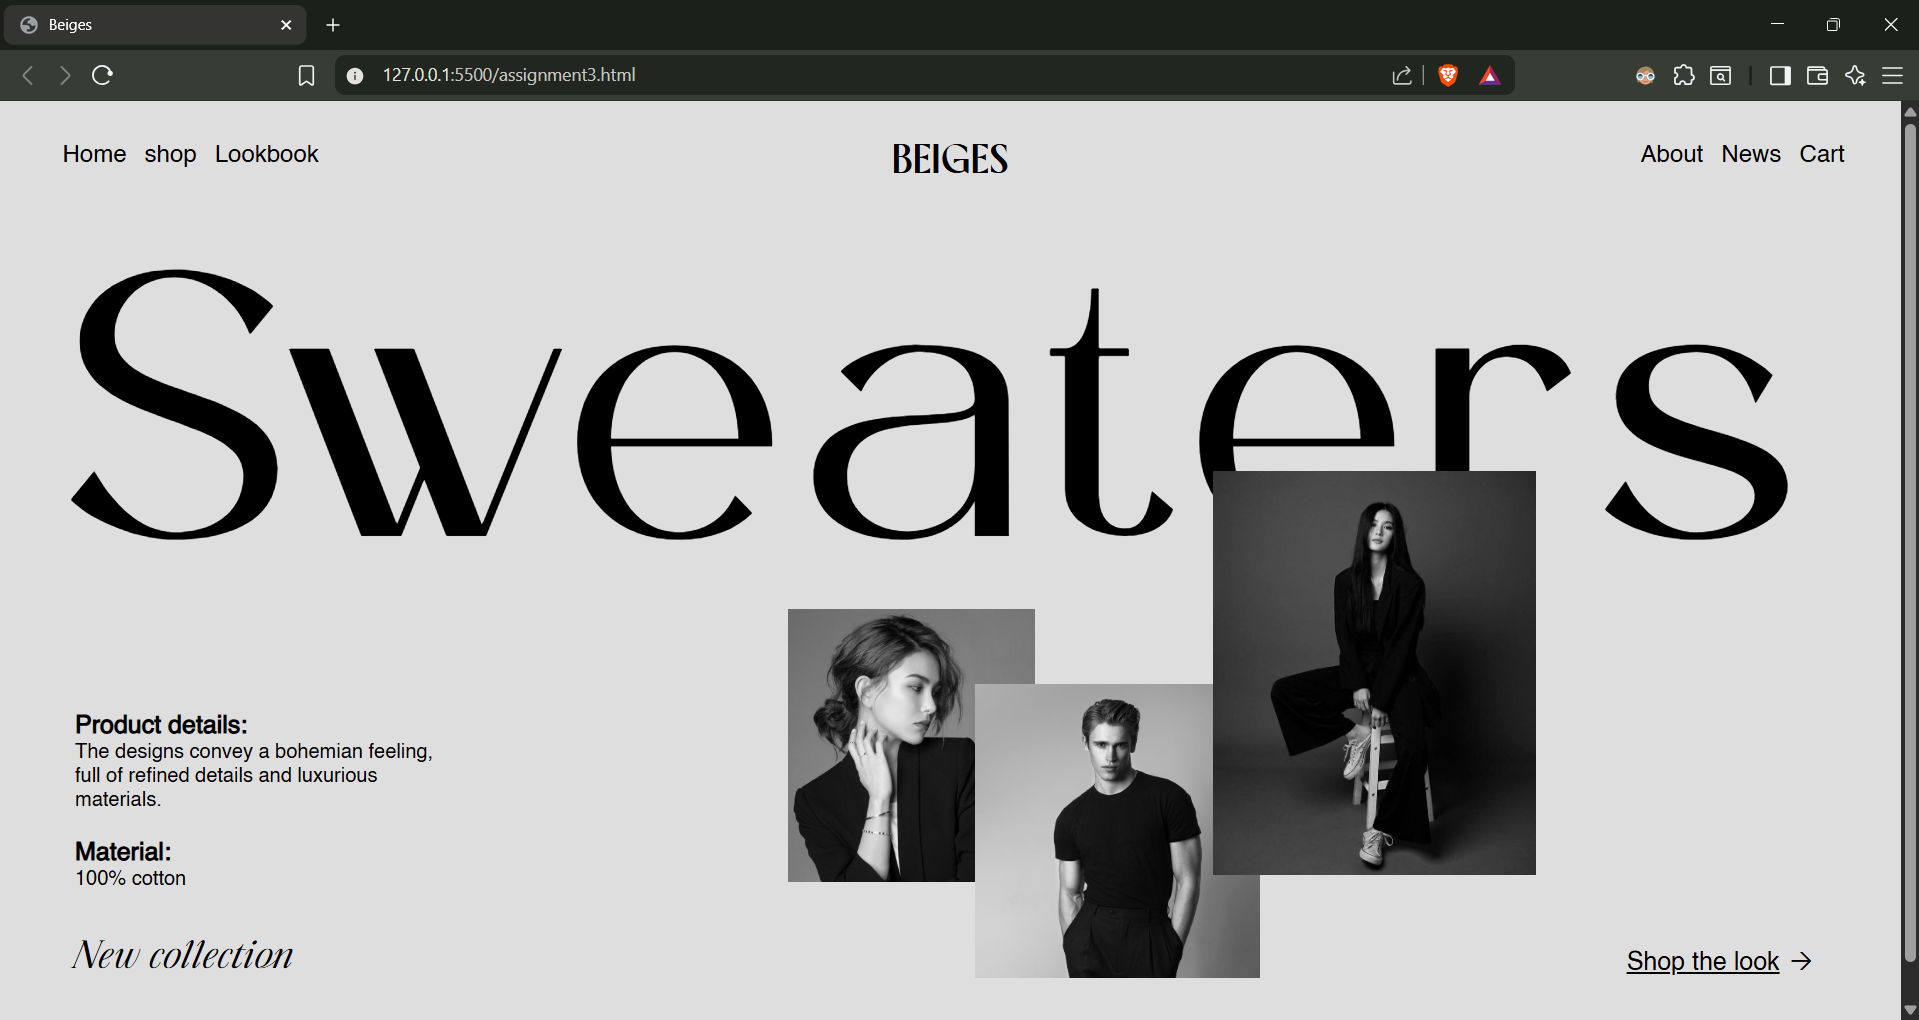 Beiges
127.0.0.1:5500/assignment3.html
Home shop Lookbook
BEIGES
About News Cart
Sweaters
Product details:
The designs convey a bohemian feeling,
full of refined details and luxurious
materials.
Material:
100% cotton
New collection
Shop the look →